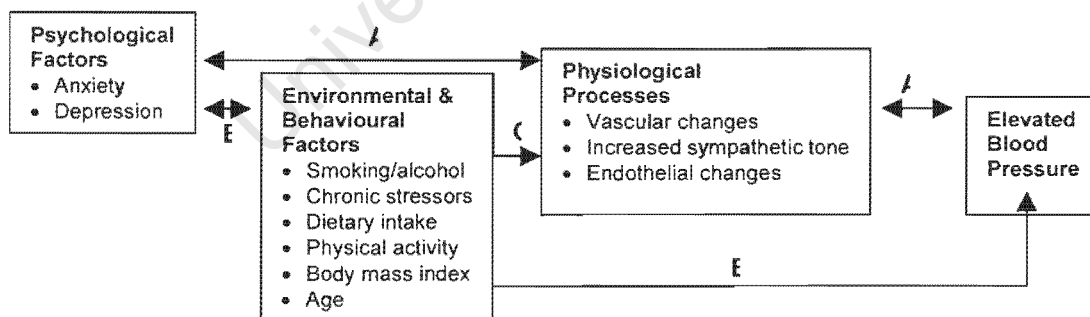 Psychological
Factors
• Anxiety
• Depression
Environmental &
Behavioural
Factors
• Smoking/alcohol
• Chronic stressors
• Dietary intake
• Physical activity
• Body mass index
• Age
Physiological
Processes
• Vascular changes
• Increased sympathetic tone
• Endothelial changes
Elevated
Blood
Pressure
Unive